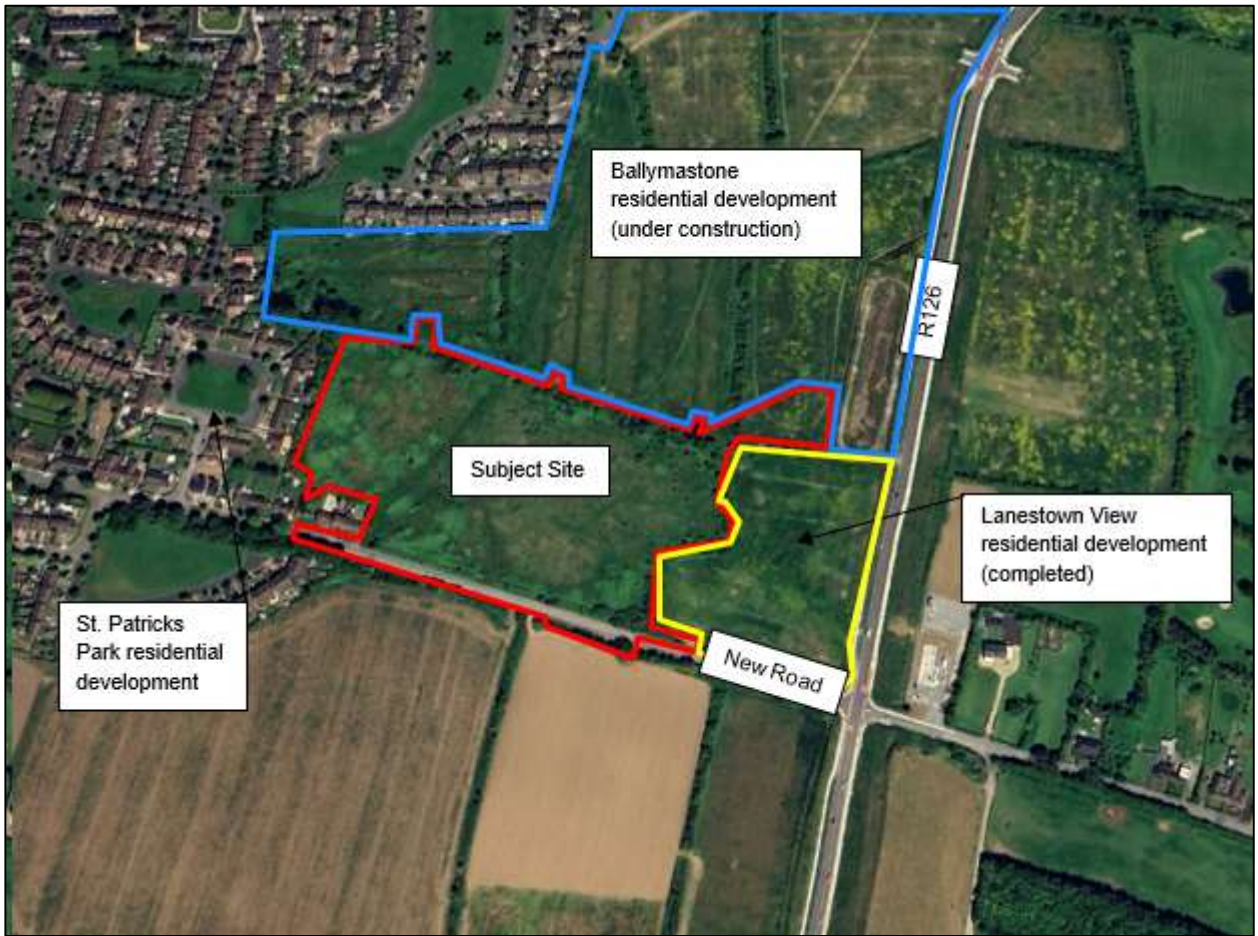 Ballymastone
residential development
(under construction)
R126
Subject Site
Lanestown View
residential development
(completed)
St. Patricks
Park residential
development
New Road